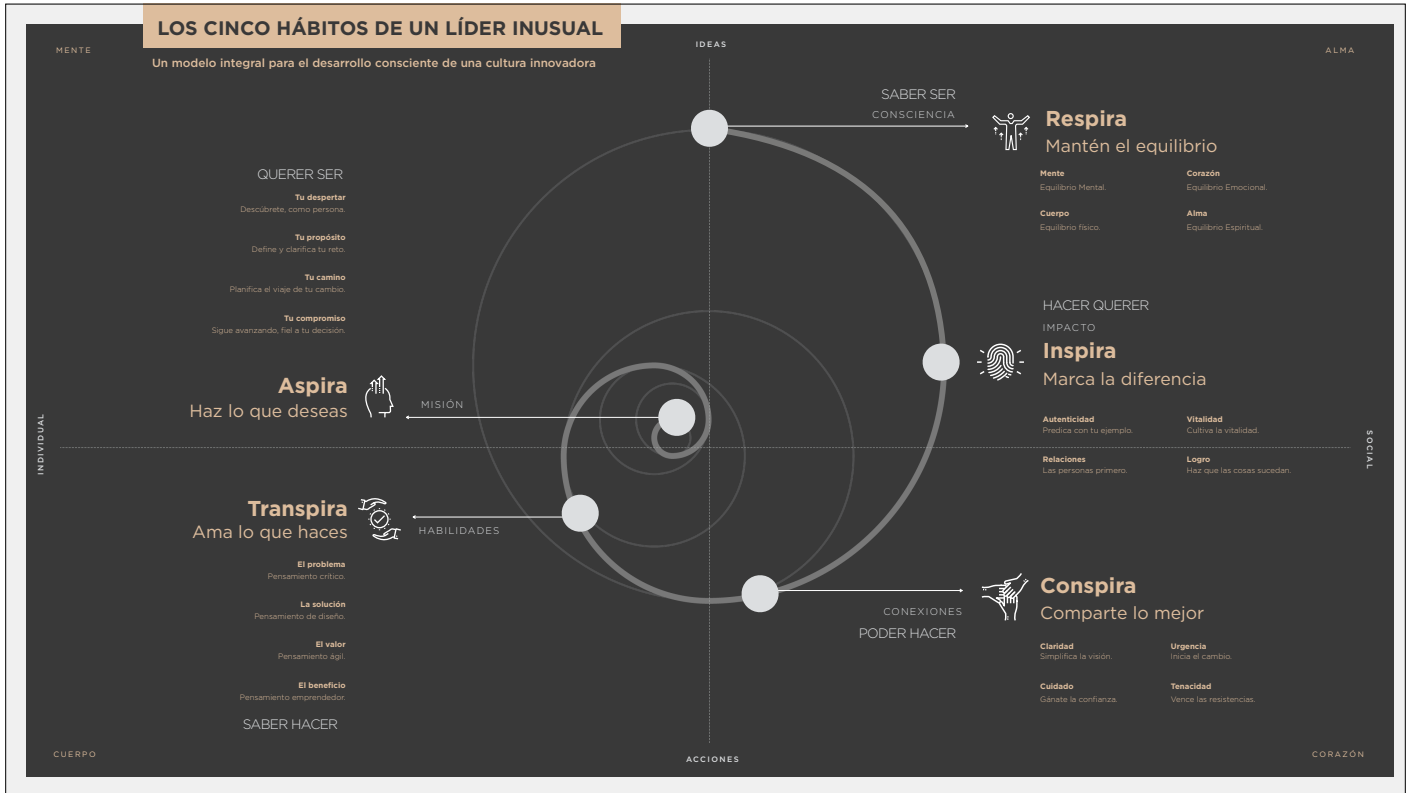 LOS CINCO HÁBITOS DE UN LÍDER INUSUAL
Un modelo integral para el desarrollo consciente de una cultura innovadora
MENTE
IDEAS
ALMA
SABER SER
CONSCIENCIA
Respira
Mantén el equilibrio
Mente
Equilibrio Mental.
Corazón
Equilibrio Emocional.
Cuerpo
Equilibrio físico.
Alma
Equilibrio Espiritual.
QUERER SER
Tu despertar
Descúbrete, como persona.
Tu propósito
Define y clarifica tu reto.
Tu camino
Planifica el viaje de tu cambio.
Tu compromiso
Sigue avanzando, fiel a tu decisión.
Aspira
Haz lo que deseas
MISIÓN
HACER QUERER
IMPACTO
Inspira
Marca la diferencia
Autenticidad
Predica con tu ejemplo.
Vitalidad
Cultiva la vitalidad.
Relaciones
Las personas primero.
Logro
Haz que las cosas sucedan.
INDIVIDUAL
SOCIAL
Transpira
Ama lo que haces
HABILIDADES
El problema
Pensamiento crítico.
La solución
Pensamiento de diseño.
El valor
Pensamiento ágil.
El beneficio
Pensamiento emprendedor.
SABER HACER
CONEXIONES
PODER HACER
Conspira
Comparte lo mejor
Claridad
Simplifica la visión.
Urgencia
Inicia el cambio.
Cuidado
Gánate la confianza.
Tenacidad
Vence las resistencias.
CUERPO
ACCIONES
CORAZÓN